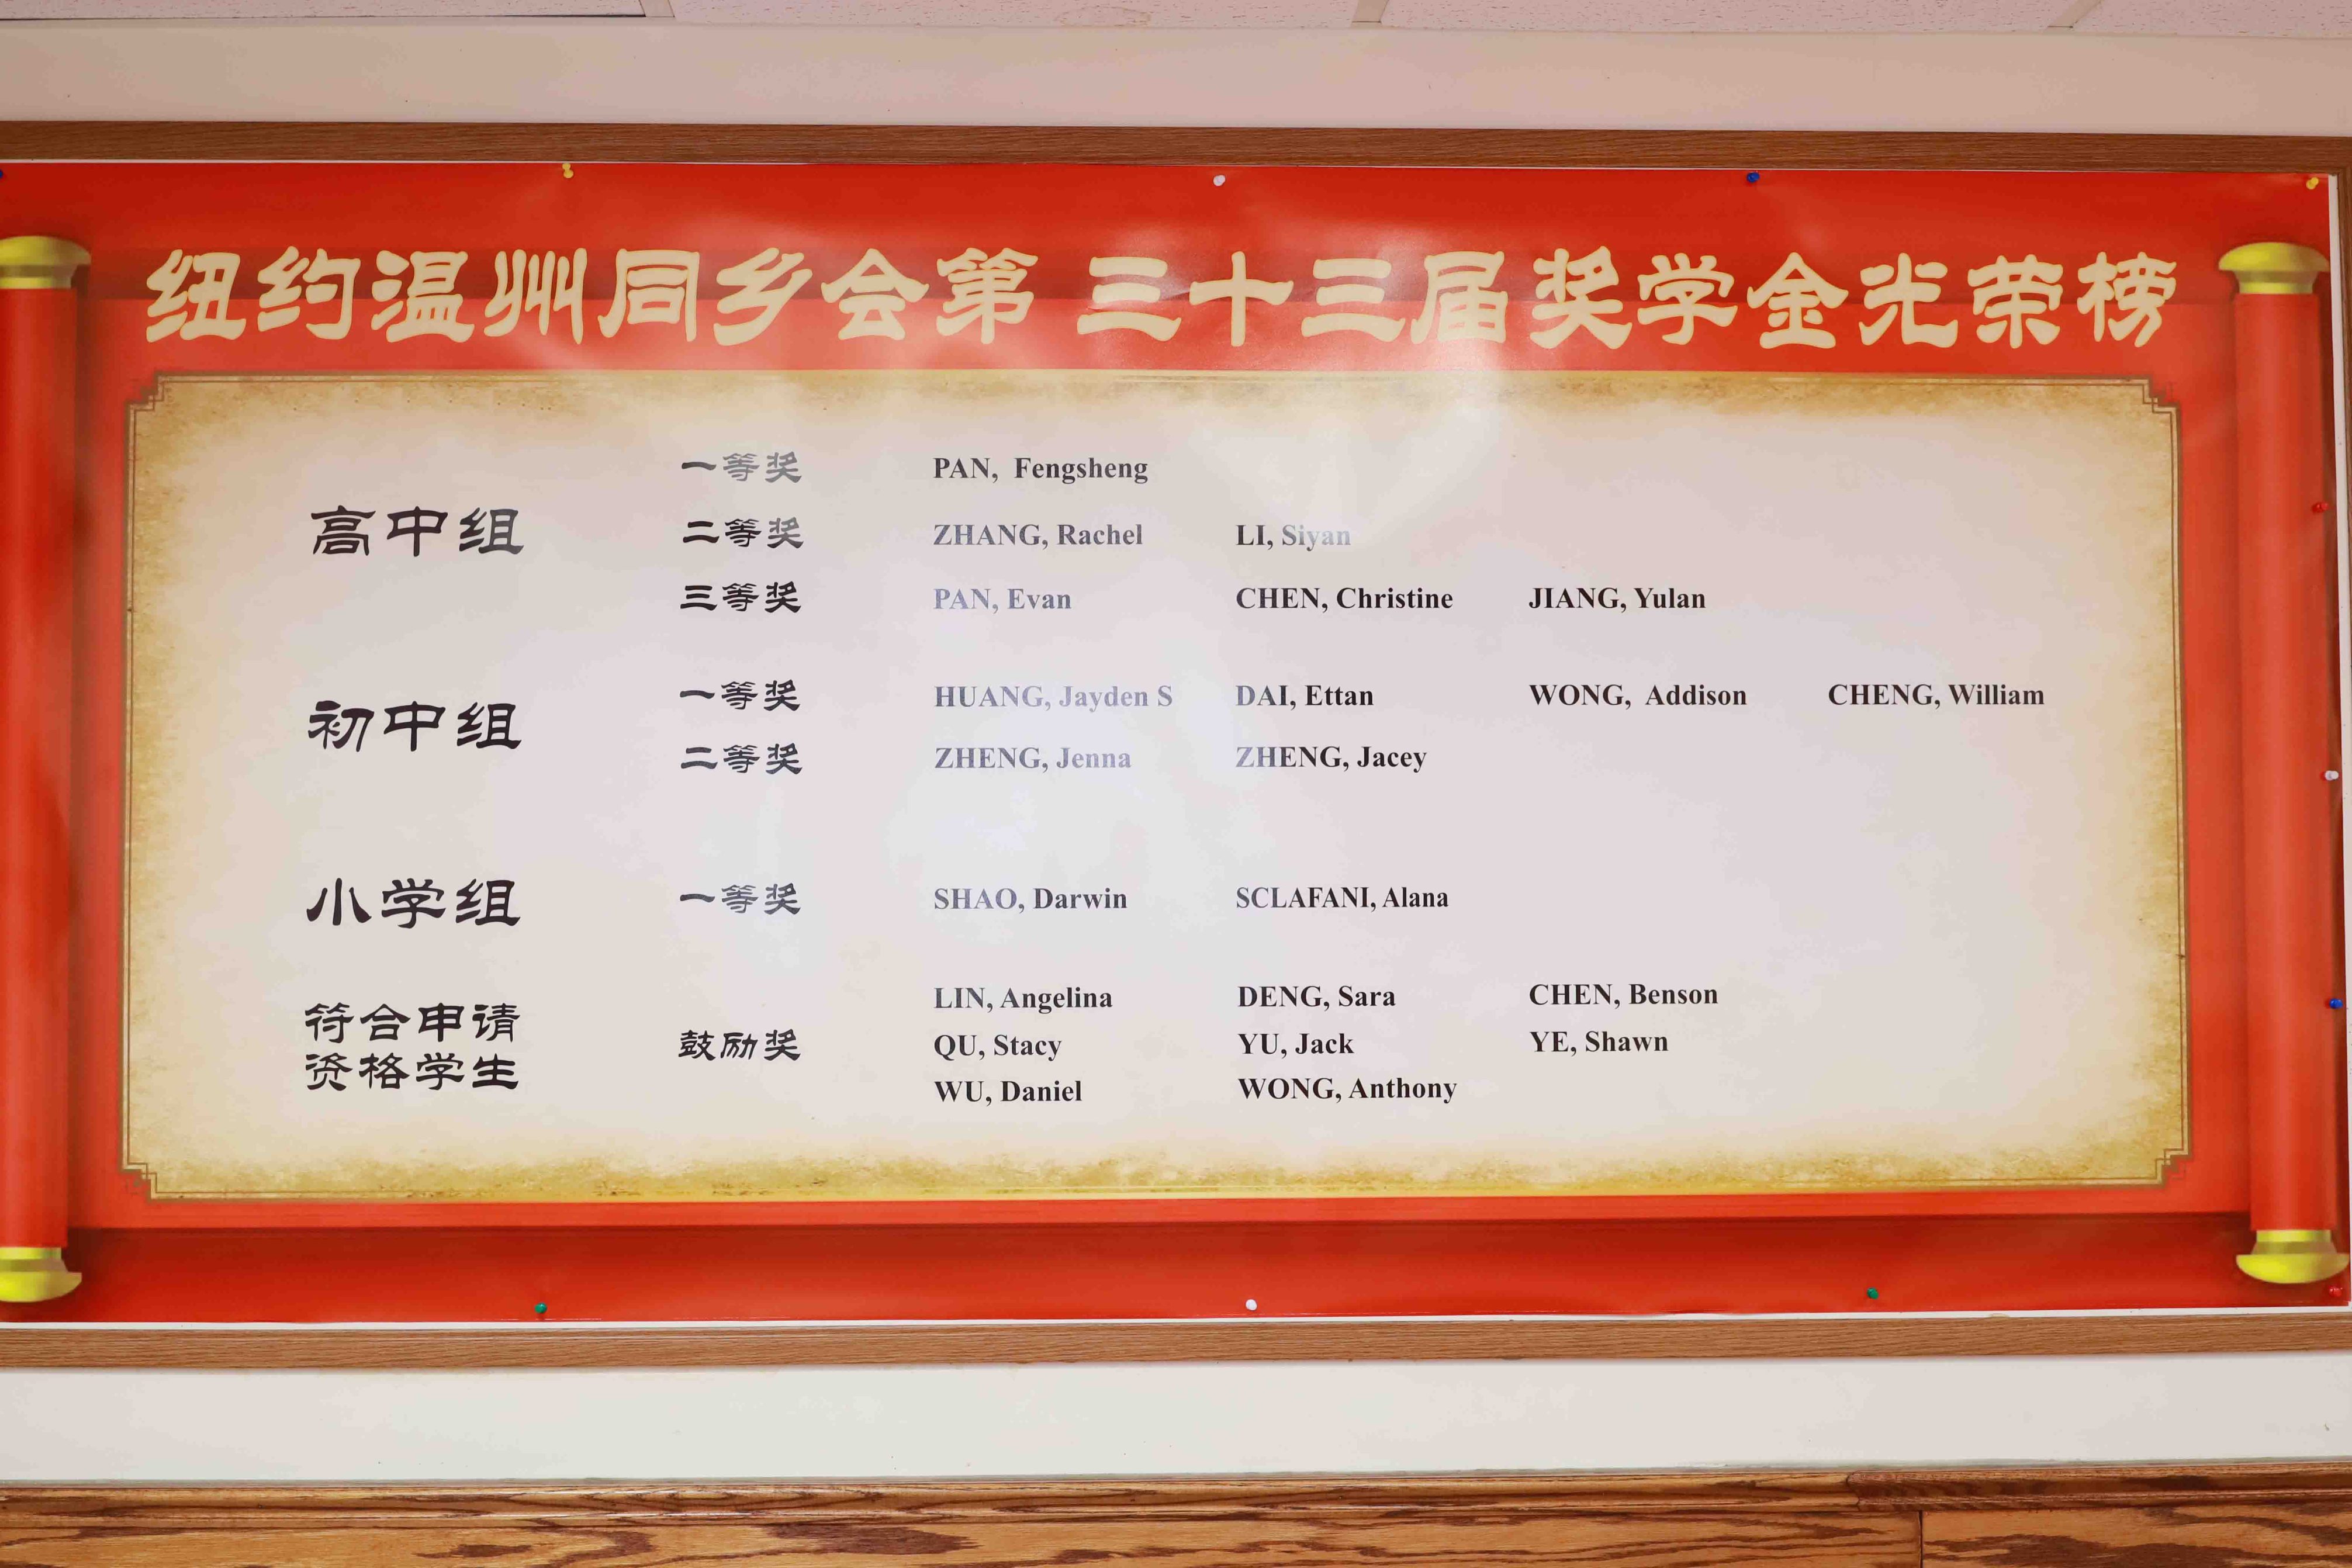 纽约温州同乡会第 三十三届奖学金光荣榜
高中组
一等奖 PAN, Fengsheng
二等奖 ZHANG, Rachel LI, Siyan
三等奖 PAN, Evan CHEN, Christine JIANG, Yulan
初中组
一等奖 HUANG, Jayden S DAI, Ettan WONG, Addison CHENG, William
二等奖 ZHENG, Jenna ZHENG, Jacey
小学组 一等奖 SHAO, Darwin SCLAFANI, Alana
符合申请
资格学生
鼓励奖
LIN, Angelina DENG, Sara CHEN, Benson
QU, Stacy YU, Jack YE, Shawn
WU, Daniel WONG, Anthony